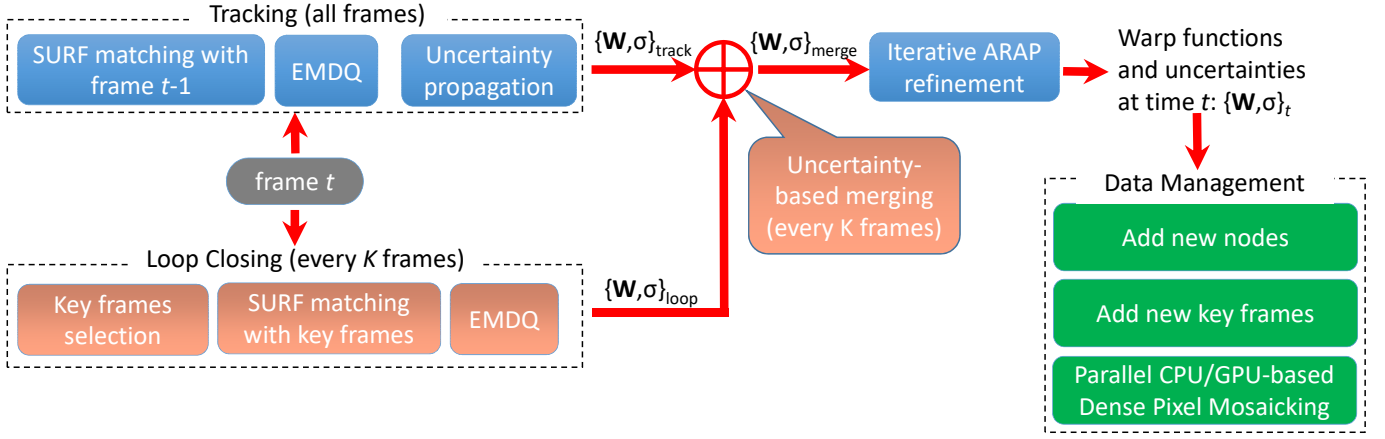 Tracking (all frames)
SURF matching with
frame t-1
EMDQ
Uncertainty
propagation
{W,σ}track
{W,σ}merge
Iterative ARAP
refinement
Warp functions
and uncertainties
at time t: {W,σ}t
frame t
Uncertainty-
based merging
(every K frames)
Loop Closing (every K frames)
Key frames
selection
SURF matching
with key frames
EMDQ
{W,σ}loop
Data Management
Add new nodes
Add new key frames
Parallel CPU/GPU-based
Dense Pixel Mosaicking